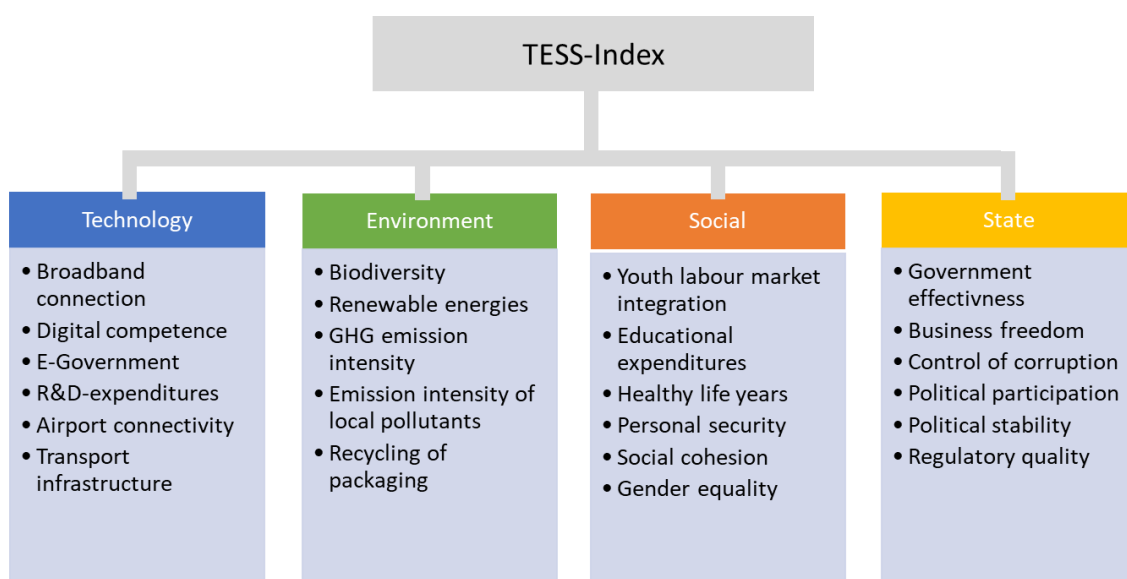 TESS-Index
Technology
• Broadband
connection
• Digital competence
• E-Government
• R&D-expenditures
• Airport connectivity
• Transport
infrastructure
Environment
• Biodiversity
• Renewable energies
• GHG emission
intensity
• Emission intensity of
local pollutants
• Recycling of
packaging
Social
• Youth labour market
integration
• Educational
expenditures
• Healthy life years
• Personal security
• Social cohesion
• Gender equality
State
• Government
effectivness
• Business freedom
• Control of corruption
• Political participation
• Political stability
• Regulatory quality